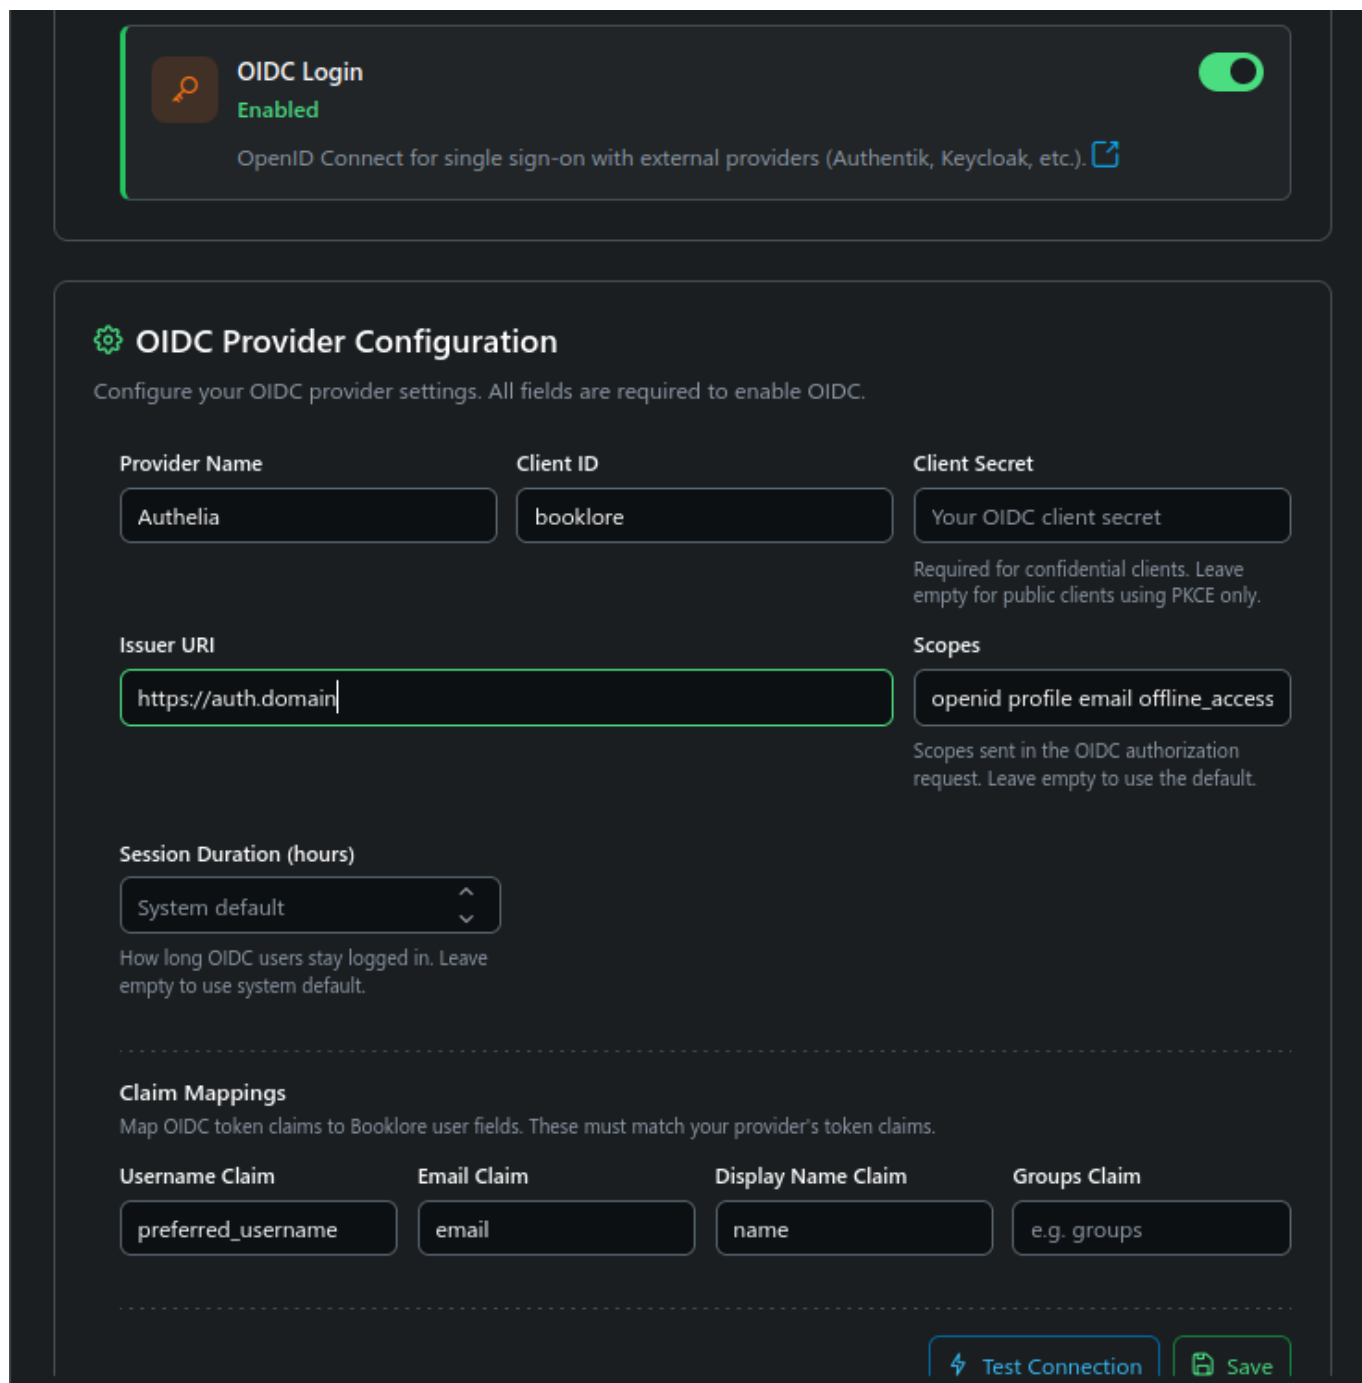 OIDC Login
Enabled
OpenID Connect for single sign-on with external providers (Authentik, Keycloak, etc.).
OIDC Provider Configuration
Configure your OIDC provider settings. All fields are required to enable OIDC.
Provider Name
Client ID
Client Secret
Authelia
booklore
Your OIDC client secret
Required for confidential clients. Leave
empty for public clients using PKCE only.
Issuer URI
Scopes
https://auth.domain
openid profile email offline_access
Scopes sent in the OIDC authorization
request. Leave empty to use the default.
Session Duration (hours)
System default
How long OIDC users stay logged in. Leave
empty to use system default.
Claim Mappings
Map OIDC token claims to Booklore user fields. These must match your provider's token claims.
Username Claim
Email Claim
Display Name Claim
Groups Claim
preferred_username
email
name
e.g. groups
Test Connection
Save